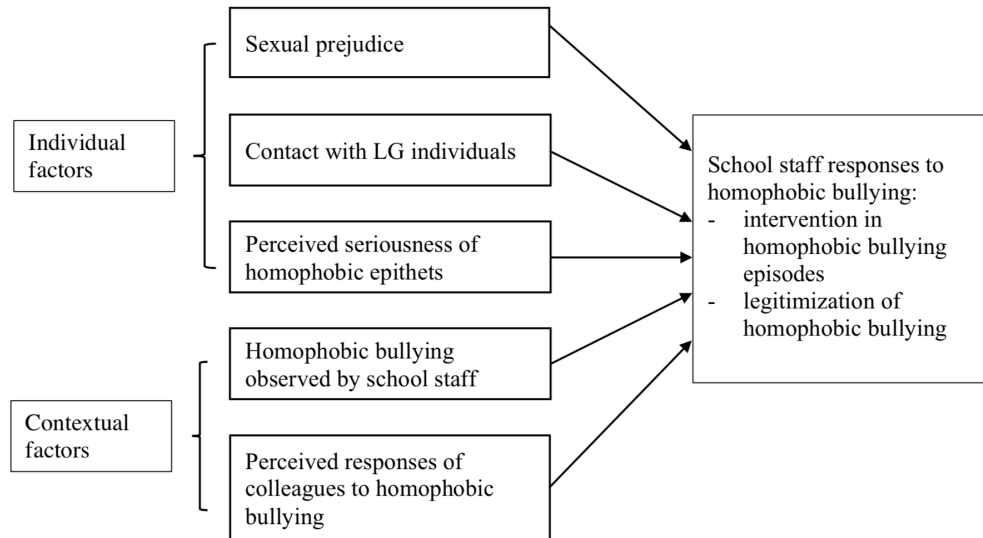 Individual
factors
Sexual prejudice
Contact with LG individuals
Perceived seriousness of
homophobic epithets
Contextual
factors
Homophobic bullying
observed by school staff
Perceived responses of
colleagues to homophobic
bullying
School staff responses to
homophobic bullying:
- intervention in
homophobic bullying
episodes
- legitimization of
homophobic bullying